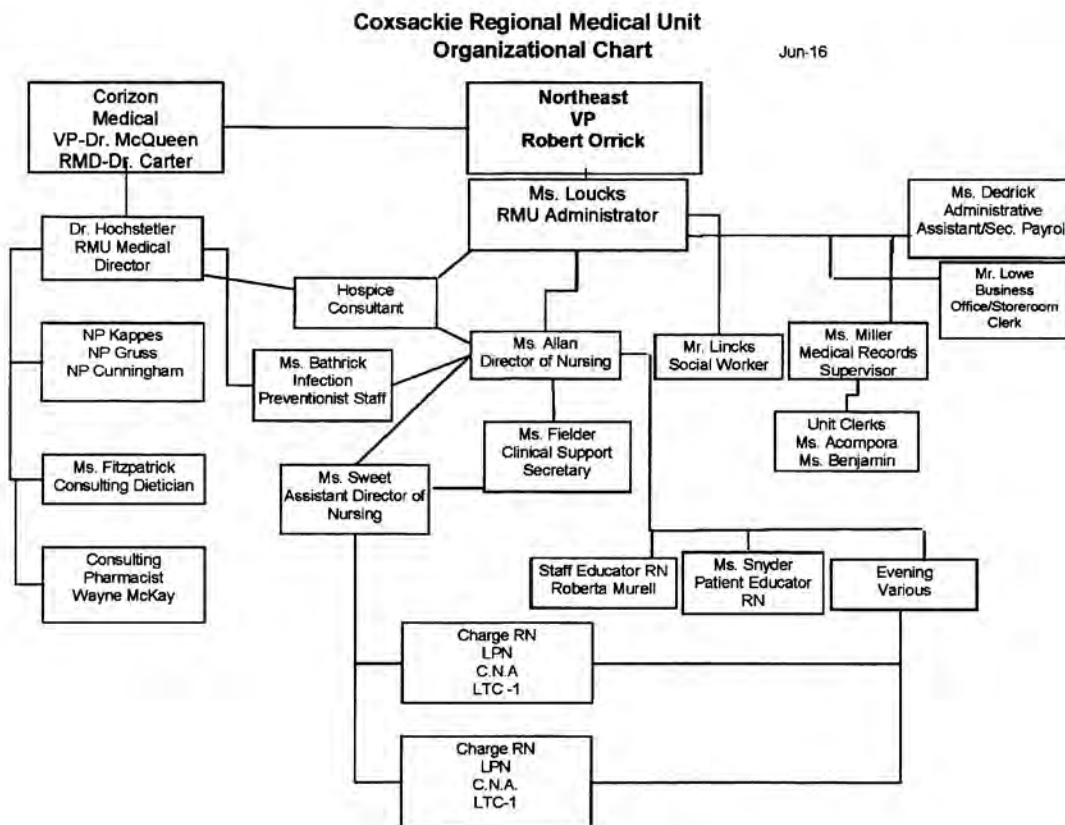 Coxsackie Regional Medical Unit
Organizational Chart
Jun-16
Corizon
Medical
VP-Dr. McQueen
RMD-Dr. Carter
Northeast
VP
Robert Orrick
Ms. Loucks
RMU Administrator
Ms. Dedrick
Administrative
Assistant/Sec. Payrol
Dr. Hochstetler
RMU Medical
Director
Hospice
Consultant
Mr. Lowe
Business
Office/Storeroom
Clerk
NP Kappes
NP Gruss
NP Cunningham
Ms. Bathrick
Infection
Preventionist Staff
Ms. Allan
Director of Nursing
Mr. Lincks
Social Worker
Ms. Miller
Medical Records
Supervisor
Ms. Fielder
Clinical Support
Secretary
Unit Clerks
Ms. Acompora
Ms. Benjamin
Ms. Fitzpatrick
Consulting Dietician
Ms. Sweet
Assistant Director of
Nursing
Consulting
Pharmacist
Wayne McKay
Staff Educator RN
Roberta Murell
Ms. Snyder
Patient Educator
RN
Evening
Various
Charge RN
LPN
C.N.A
LTC -1
Charge RN
LPN
C.N.A.
LTC-1